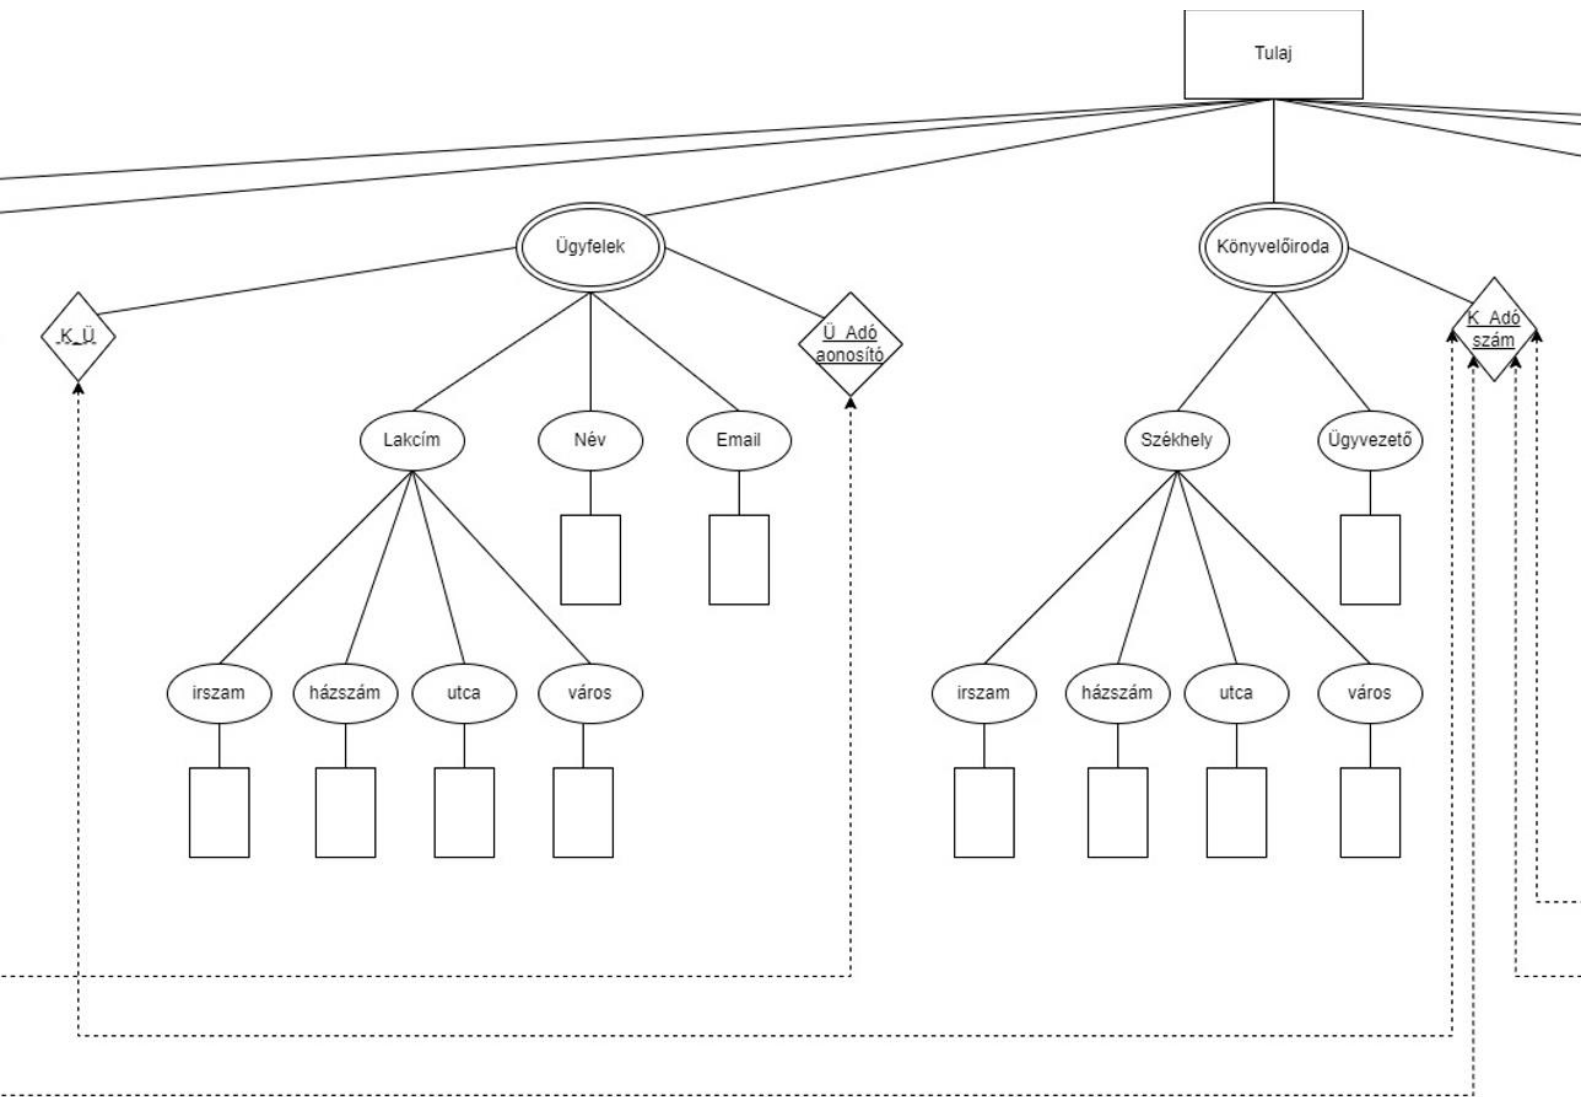 Tulaj
Ügyfelek
Könyvelőiroda
K_Ü
Ü_Adó
aonosító
K_Adó
szám
Lakcím
Név
Email
Székhely
Ügyvezető
irszam
házszám
utca
város
irszam
házszám
utca
város